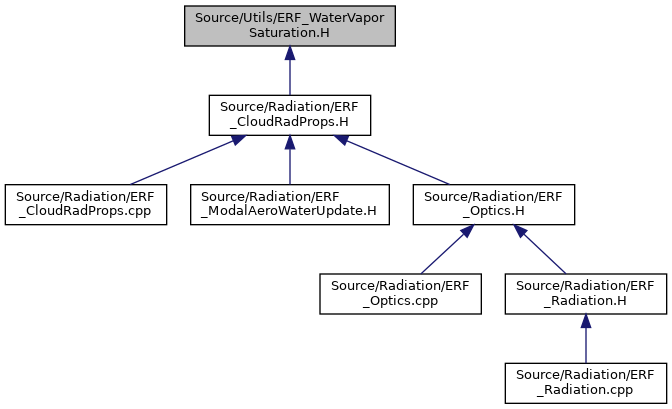 Source/Utils/ERF_WaterVapor
Saturation.H
Source/Radiation/ERF
_CloudRadProps.H
Source/Radiation/ERF
_CloudRadProps.cpp
Source/Radiation/ERF
_ModalAeroWaterUpdate.H
Source/Radiation/ERF
_Optics.H
Source/Radiation/ERF
_Optics.cpp
Source/Radiation/ERF
_Radiation.H
Source/Radiation/ERF
_Radiation.cpp